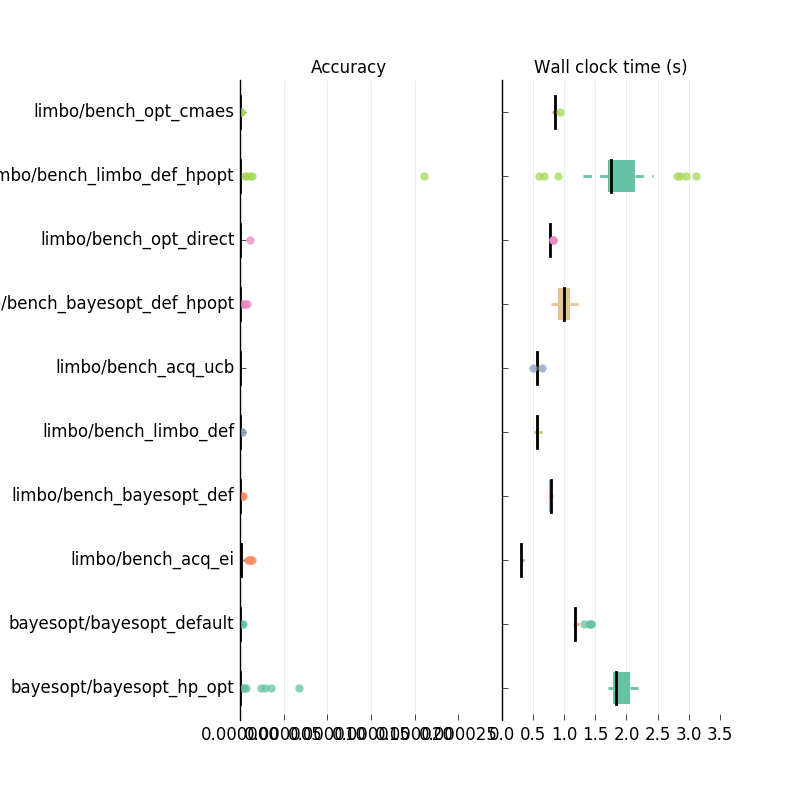 Accuracy
Wall clock time (s)
limbo/bench_opt_cmaes
mbo/bench_limbo_def_hpopt
limbo/bench_opt_direct
/bench_bayesopt_def_hpopt
limbo/bench_acq_ucb
limbo/bench_limbo_def
limbo/bench_bayesopt_def
limbo/bench_acq_ei
bayesopt/bayesopt_default
bayesopt/bayesopt_hp_opt
0.0 0.5 1.0 1.5 2.0 2.5 3.0 3.5